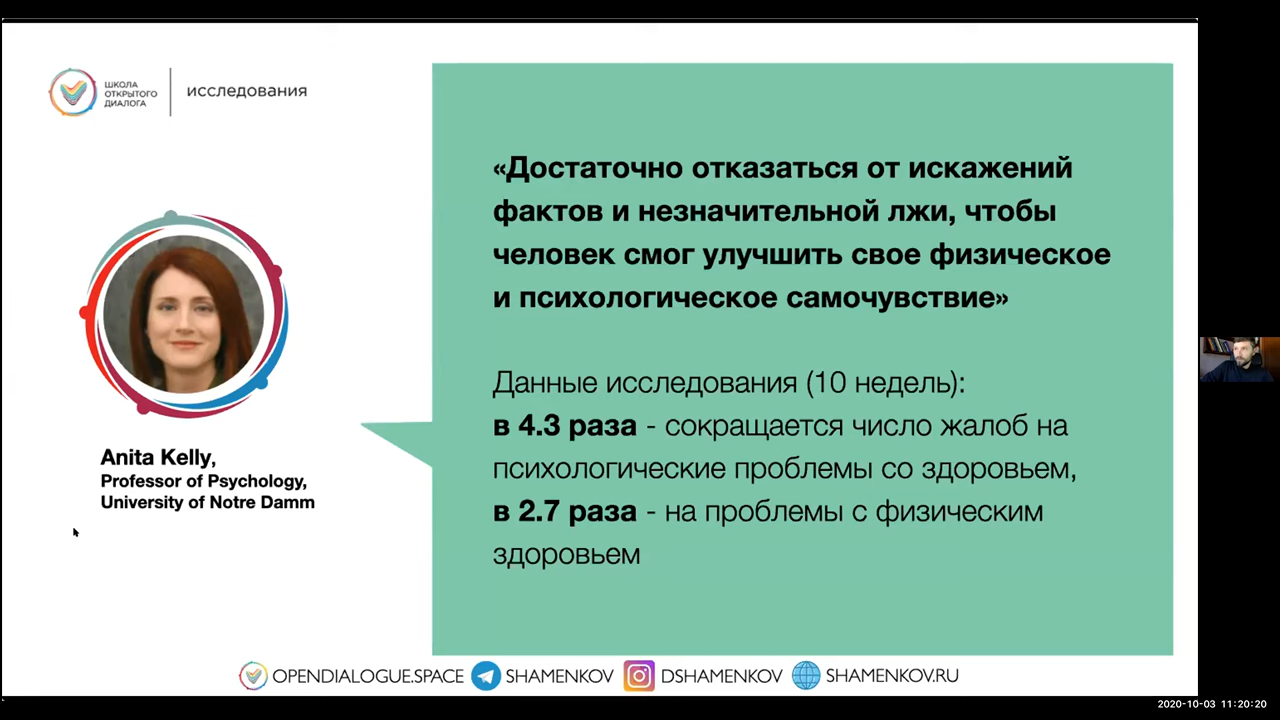 ШКОЛА
ОТКРЫТОГО
ДИАЛОГА
исследования
«Достаточно отказаться от искажений
фактов и незначительной лжи, чтобы
человек смог улучшить свое физическое
и психологическое самочувствие»
Данные исследования (10 недель):
в 4.3 раза - сокращается число жалоб на
психологические проблемы со здоровьем,
в 2.7 раза - на проблемы с физическим
здоровьем
Anita Kelly,
Professor of Psychology,
University of Notre Damm
OPENDIALOGUE.SPACE
SHAMENKOV
DSHAMENKOV
SHAMENKOV.RU
2020-10-03 11:20:20